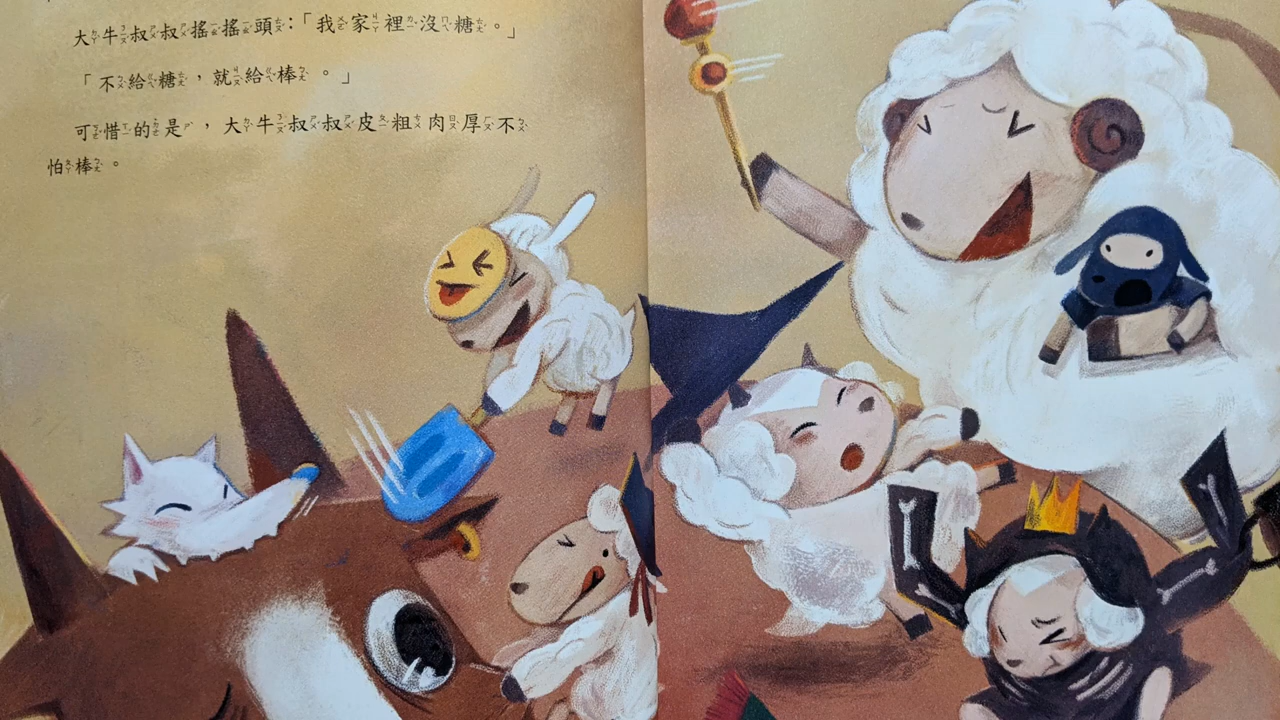 大牛叔叔搖搖頭：「我家裡沒糖。」
「不給糖，就給棒。」
可惜的是，大牛叔叔皮粗肉厚不
怕棒。